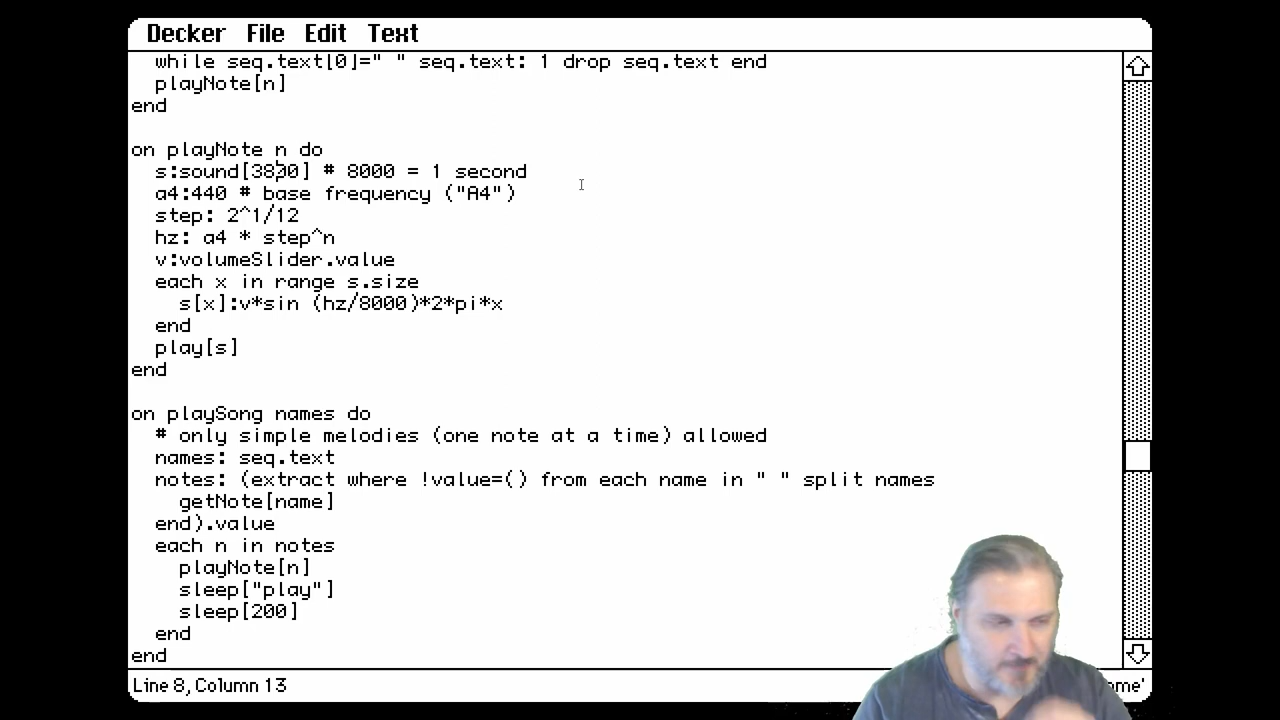 Decker File Edit Text
while seq.text[0]=" " seq.text: 1 drop seq.text end
playNote[n]
end
on playNote n do
s:sound[3800] # 8000 = 1 second
a4:440 # base frequency ("A4")
step: 2^1/12
hz: a4 * step^n
v:volumeSlider.value
each x in range s.size
s[x]:v*sin (hz/8000)*2*pi*x
end
play[s]
end
on playSong names do
# only simple melodies (one note at a time) allowed
names: seq.text
notes: (extract where !value=() from each name in " " split names
getNote[name]
end).value
each n in notes
playNote[n]
sleep["play"]
sleep[200]
end
end
Line 8, Column 13